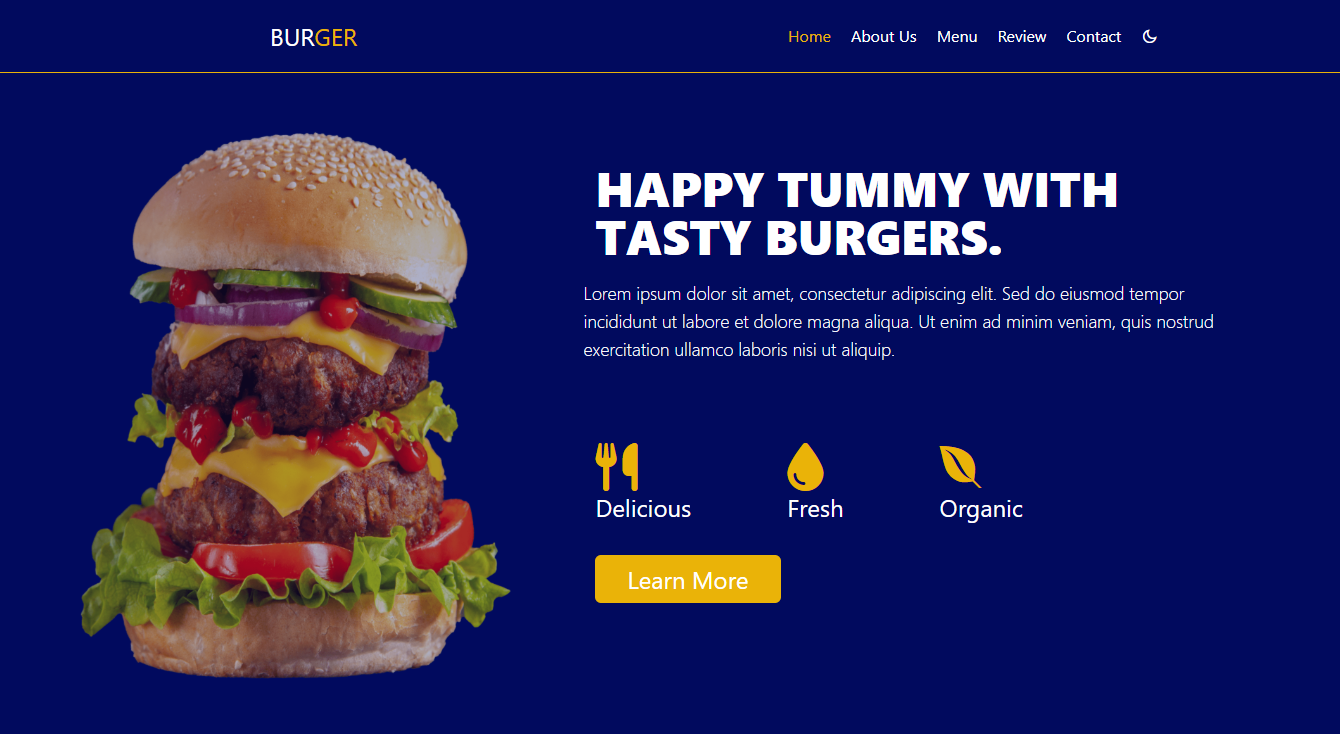 BURGER
Home About Us Menu Review Contact
HAPPY TUMMY WITH
TASTY BURGERS.
Lorem ipsum dolor sit amet, consectetur adipiscing elit. Sed do eiusmod tempor
incididunt ut labore et dolore magna aliqua. Ut enim ad minim veniam, quis nostrud
exercitation ullamco laboris nisi ut aliquip.
Delicious Fresh Organic
Learn More